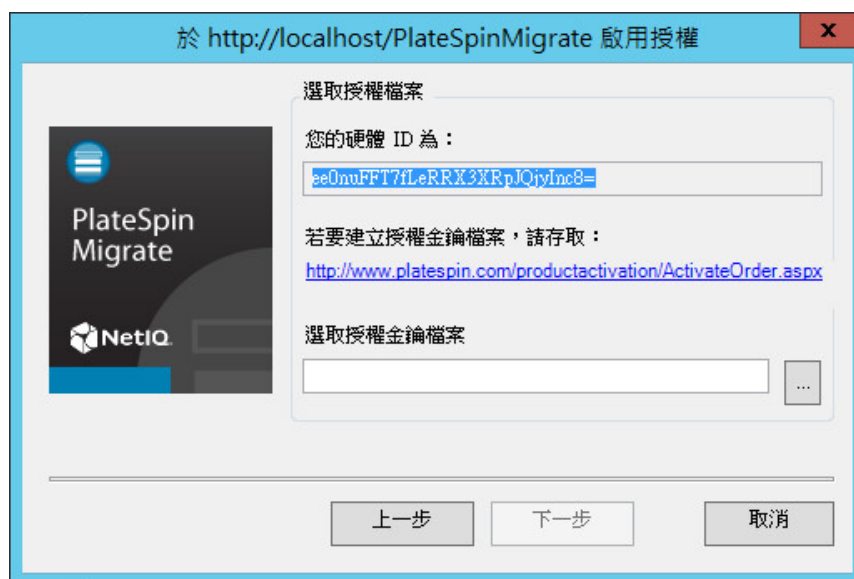 於 http://localhost/PlateSpinMigrate 啟用授權
x
選取授權檔案
您的硬體 ID 為：
ee0nuFFT7fLeRRX3XRpJQjyInc8=
PlateSpin
Migrate
NetIQ
若要建立授權金鑰檔案，請存取：
http://www.platespin.com/productactivation/ActivateOrder.aspx
選取授權金鑰檔案
...
上一步
下一步
取消